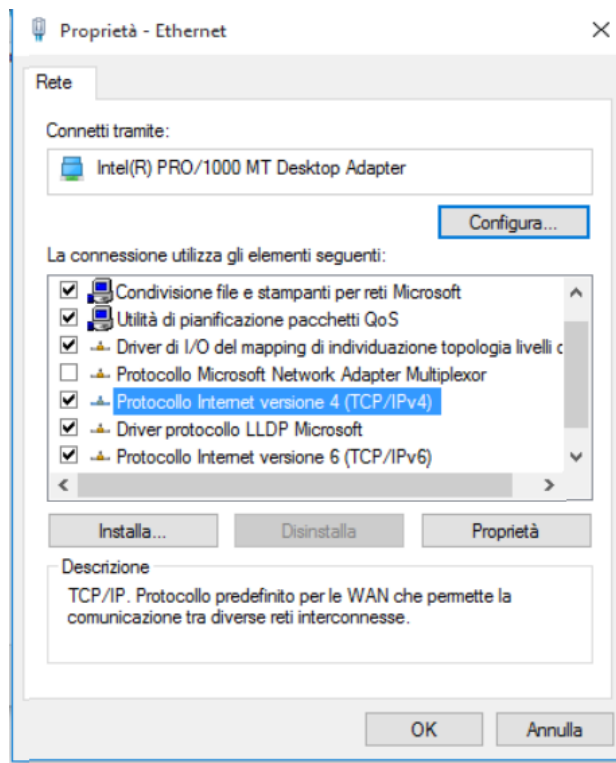 Proprietà - Ethernet
Rete
Connetti tramite:
Intel(R) PRO/1000 MT Desktop Adapter
Configura...
La connessione utilizza gli elementi seguenti:
Condivisione file e stampanti per reti Microsoft
Utilità di pianificazione pacchetti QoS
Driver di I/O del mapping di individuazione topologia livelli c
Protocollo Microsoft Network Adapter Multiplexor
Protocollo Internet versione 4 (TCP/IPv4)
Driver protocollo LLDP Microsoft
Protocollo Internet versione 6 (TCP/IPv6)
Installa...
Disinstalla
Proprietà
Descrizione
TCP/IP. Protocollo predefinito per le WAN che permette la
comunicazione tra diverse reti interconnesse.
OK
Annulla